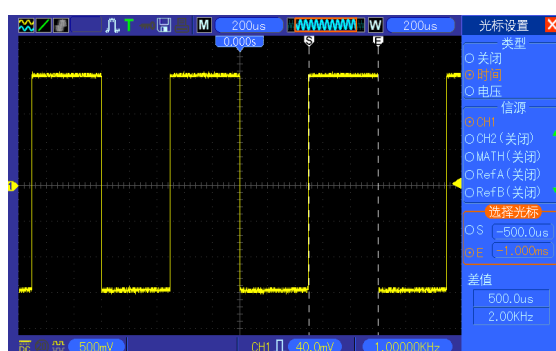 T M 200us W 200us 光标设置
0.000s S E
类型
关闭
时间
电压
信源
CH1
CH2(关闭)
MATH(关闭)
RefA(关闭)
RefB(关闭)
选择光标
S -500.0us
E -1.000ms
差值
500.0us
2.00KHz
1
500mV CH1 40.0mV 1.00000KHz